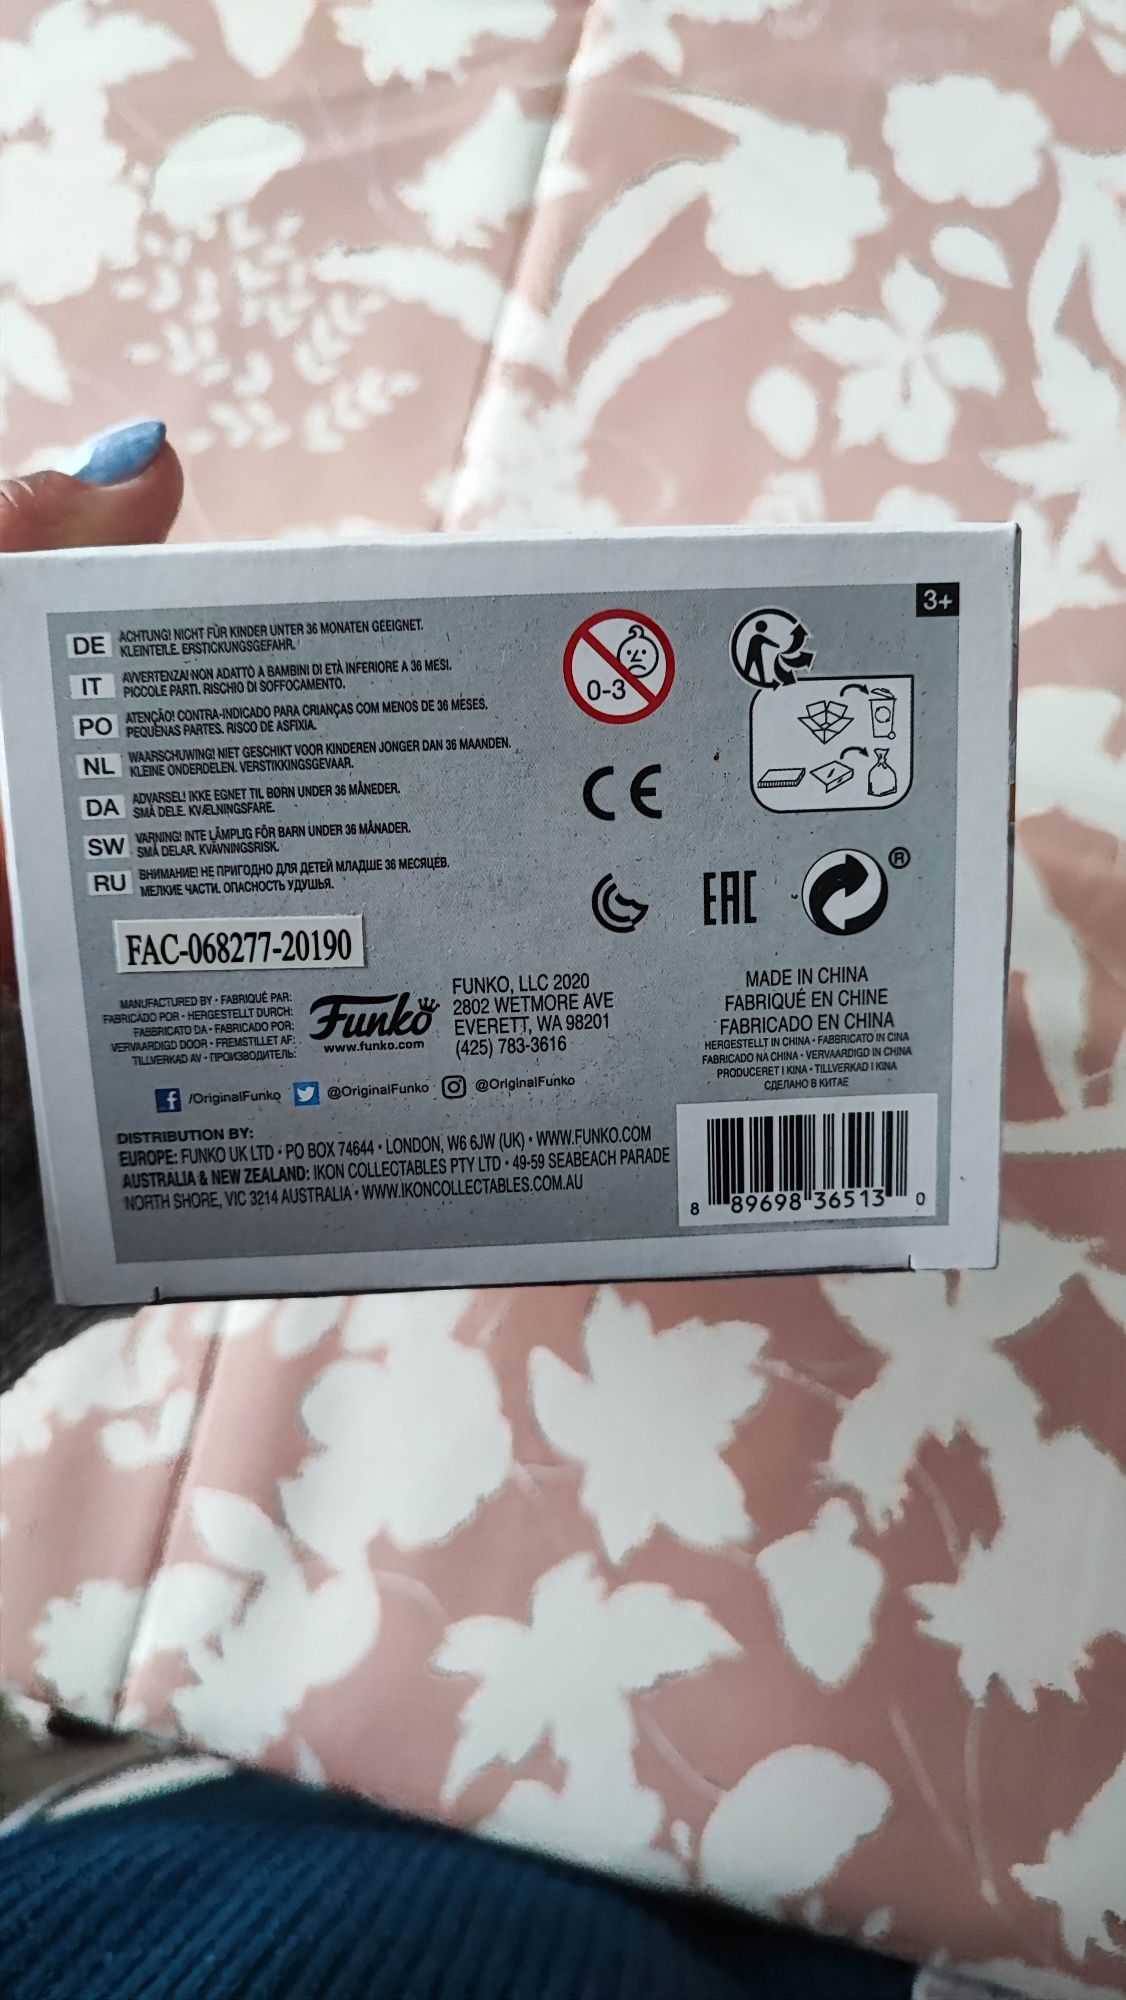 3+
DE ACHTUNG! NICHT FÜR KINDER UNTER 36 MONATEN GEEIGNET.
KLEINTEILE. ERSTICKUNGSGEFAHR.
IT AVVERTENZA! NON ADATTO A BAMBINI DI ETÀ INFERIORE A 36 MESI.
PICCOLE PARTI. RISCHIO DI SOFFOCAMENTO.
PO ATENÇÃO! CONTRA-INDICADO PARA CRIANÇAS COM MENOS DE 36 MESES.
PEQUENAS PARTES. RISCO DE ASFIXIA.
NL WAARSCHUWING! NIET GESCHIKT VOOR KINDEREN JONGER DAN 36 MAANDEN.
KLEINE ONDERDELEN. VERSTIKKINGSGEVAAR.
DA ADVARSEL! IKKE EGNET TIL BØRN UNDER 36 MÅNEDER.
SMÅ DELE. KVÆLNINGSFARE.
SW VARNING! INTE LÄMPLIG FÖR BARN UNDER 36 MÅNADER.
SMÅ DELAR. KVÄVNINGSRISK.
RU ВНИМАНИЕ! НЕ ПРИГОДНО ДЛЯ ДЕТЕЙ МЛАДШЕ 36 МЕСЯЦЕВ.
МЕЛКИЕ ЧАСТИ. ОПАСНОСТЬ УДУШЬЯ.
0-3
CE
EAC
®
FAC-068277-20190
MANUFACTURED BY • FABRIQUÉ PAR:
FABRICADO POR • HERGESTELLT DURCH:
FABBRICATO DA • FABRICADO POR:
VERVAARDIGD DOOR • FREMSTILLET AF:
TILLVERKAD AV • ПРОИЗВОДИТЕЛЬ:
Funko
www.funko.com
FUNKO, LLC 2020
2802 WETMORE AVE
EVERETT, WA 98201
(425) 783-3616
MADE IN CHINA
FABRIQUÉ EN CHINE
FABRICADO EN CHINA
HERGESTELLT IN CHINA • FABBRICATO IN CINA
FABRICADO NA CHINA • VERVAARDIGD IN CHINA
PRODUCERET I KINA • TILLVERKAD I KINA
СДЕЛАНО В КИТАЕ
/OriginalFunko @OriginalFunko @OriginalFunko
DISTRIBUTION BY:
EUROPE: FUNKO UK LTD • PO BOX 74644 • LONDON, W6 6JW (UK) • WWW.FUNKO.COM
AUSTRALIA & NEW ZEALAND: IKON COLLECTABLES PTY LTD • 49-59 SEABEACH PARADE
NORTH SHORE, VIC 3214 AUSTRALIA • WWW.IKONCOLLECTABLES.COM.AU
8 89698 36513 0